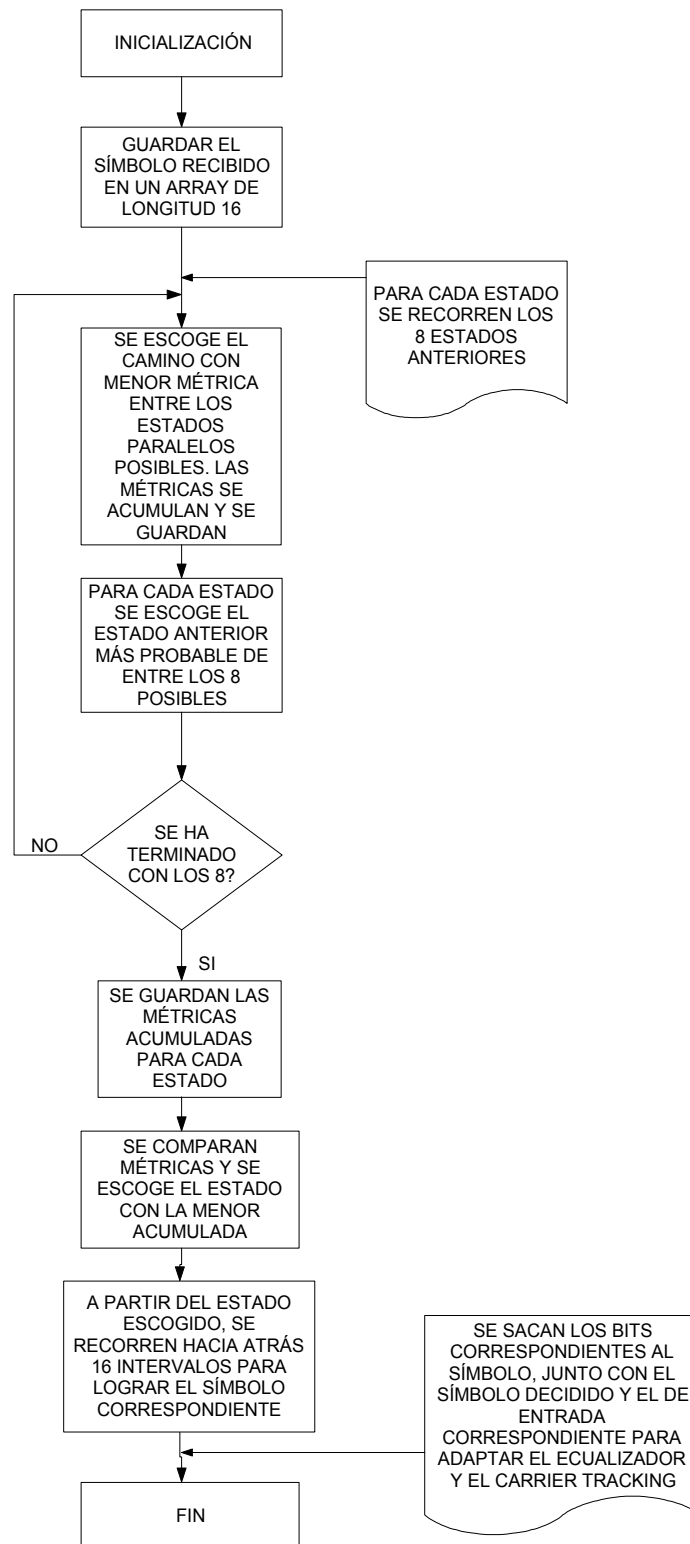 INICIALIZACIÓN
GUARDAR EL
SÍMBOLO RECIBIDO
EN UN ARRAY DE
LONGITUD 16
PARA CADA ESTADO
SE RECORREN LOS
8 ESTADOS
ANTERIORES
SE ESCOGE EL
CAMINO CON
MENOR MÉTRICA
ENTRE LOS
ESTADOS
PARALELOS
POSIBLES. LAS
MÉTRICAS SE
ACUMULAN Y SE
GUARDAN
PARA CADA ESTADO
SE ESCOGE EL
ESTADO ANTERIOR
MÁS PROBABLE DE
ENTRE LOS 8
POSIBLES
SE HA
TERMINADO
CON LOS 8?
NO
SI
SE GUARDAN LAS
MÉTRICAS
ACUMULADAS
PARA CADA
ESTADO
SE COMPARAN
MÉTRICAS Y SE
ESCOGE EL ESTADO
CON LA MENOR
ACUMULADA
A PARTIR DEL ESTADO
ESCOGIDO, SE
RECORREN HACIA ATRÁS
16 INTERVALOS PARA
LOGRAR EL SÍMBOLO
CORRESPONDIENTE
SE SACAN LOS BITS
CORRESPONDIENTES AL
SÍMBOLO, JUNTO CON EL
SÍMBOLO DECIDIDO Y EL DE
ENTRADA
CORRESPONDIENTE PARA
ADAPTAR EL ECUALIZADOR
Y EL CARRIER TRACKING
FIN